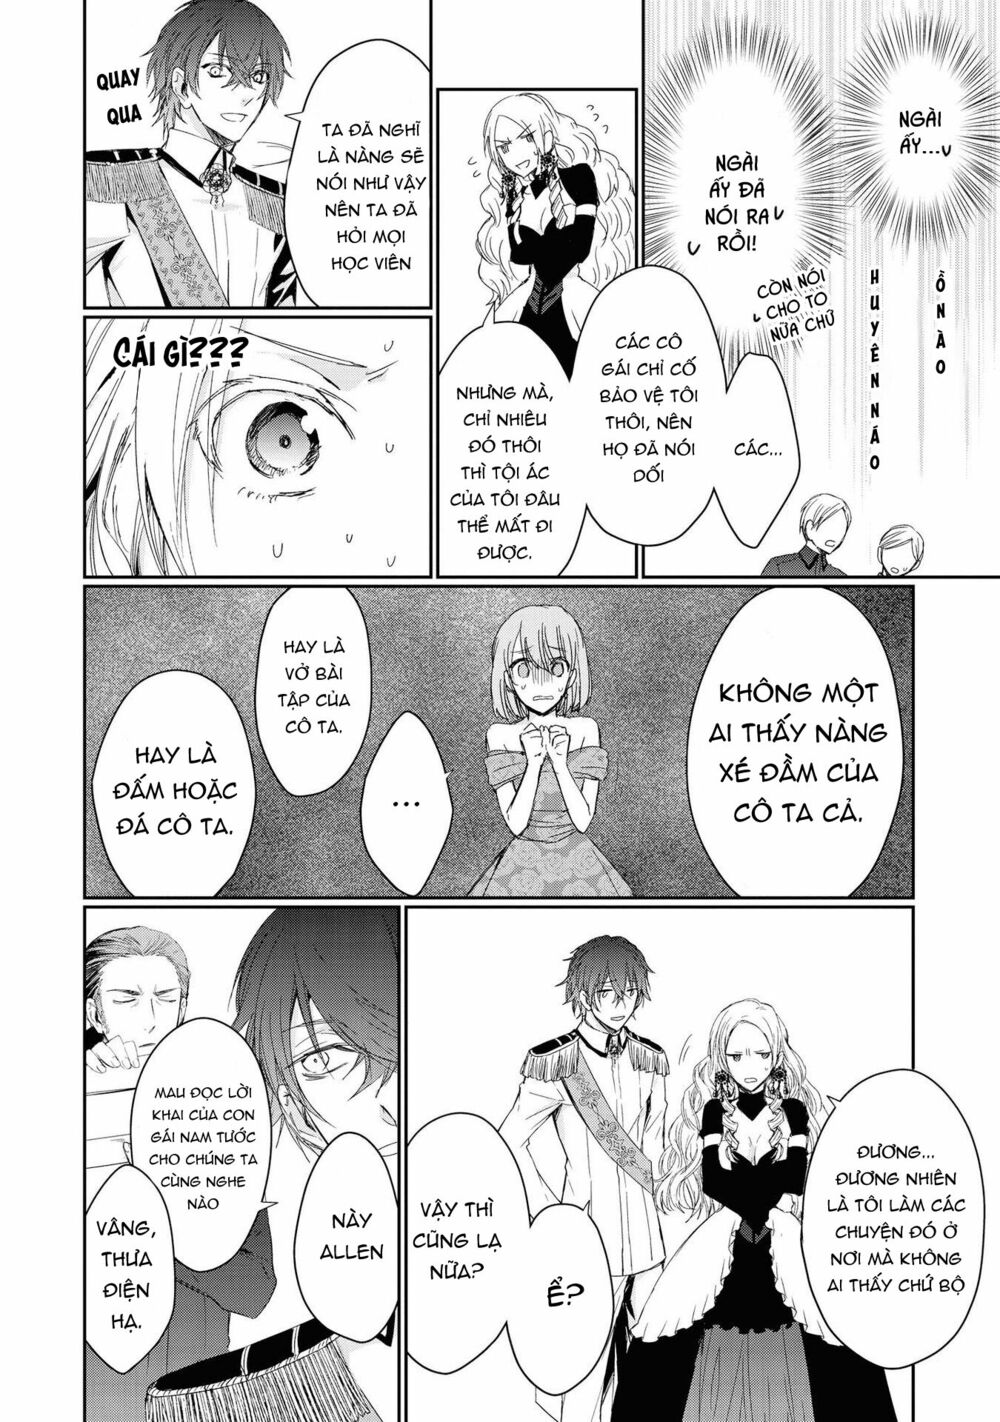 NGÀI
ẤY...
NGÀI
ẤY ĐÃ
NÓI RA
RỒI!
CÒN NÓI
CHO TO
NỮA CHỨ
Ồ NÀO
HUYÊN NÁO
CÁC...
CÁC CÔ
GÁI CHỈ CỐ
BẢO VỆ TÔI
THÔI, NÊN
HỌ ĐÃ NÓI
DỐI
NHƯNG MÀ,
CHỈ NHIÊU
ĐÓ THÔI
THÌ TỘI ÁC
CỦA TÔI ĐÂU
THỂ MẤT ĐI
ĐƯỢC.
TA ĐÃ NGHĨ
LÀ NÀNG SẼ
NÓI NHƯ VẬY
NÊN TA ĐÃ
HỎI MỌI
HỌC VIÊN
QUAY
QUA
CÁI GÌ???
KHÔNG MỘT
AI THẤY NÀNG
XÉ ĐẦM CỦA
CÔ TA CẢ.
...
HAY LÀ
VỞ BÀI
TẬP CỦA
CÔ TA.
HAY LÀ
ĐẤM HOẶC
ĐÁ CÔ TA.
ĐƯƠNG...
ĐƯƠNG NHIÊN
LÀ TÔI LÀM CÁC
CHUYỆN ĐÓ Ở
NƠI MÀ KHÔNG
AI THẤY CHỨ BỘ
Ể?
VẬY THÌ
CŨNG LẠ
NỮA?
NÀY
ALLEN
MAU ĐỌC LỜI
KHAI CỦA CON
GÁI NAM TƯỚC
CHO CHÚNG TA
CÙNG NGHE
NÀO
VÂNG,
THƯA
ĐIỆN
HẠ.